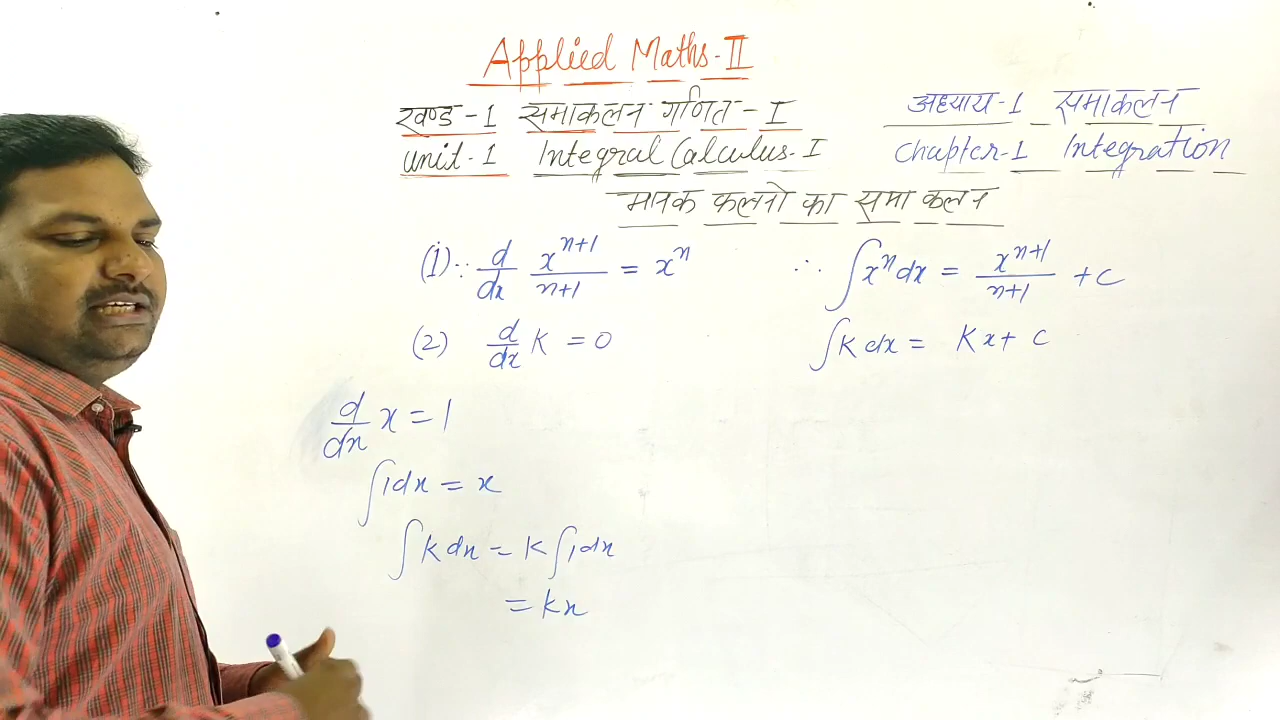 Applied Maths-II
खण्ड-1 समाकलन गणित-I
unit-1 Integral Calculus-I
अध्याय-1 समाकलन
chapter-1 Integration
मानक फलनो का समाकलन
(1) ∵ d/dx x^(n+1)/(n+1) = x^n ∴ ∫x^n dx = x^(n+1)/(n+1) + c
(2) d/dx K = 0 ∫K dx = Kx + c
d/dx x = 1
∫1dx = x
∫K dx = K∫1dx
= Kx